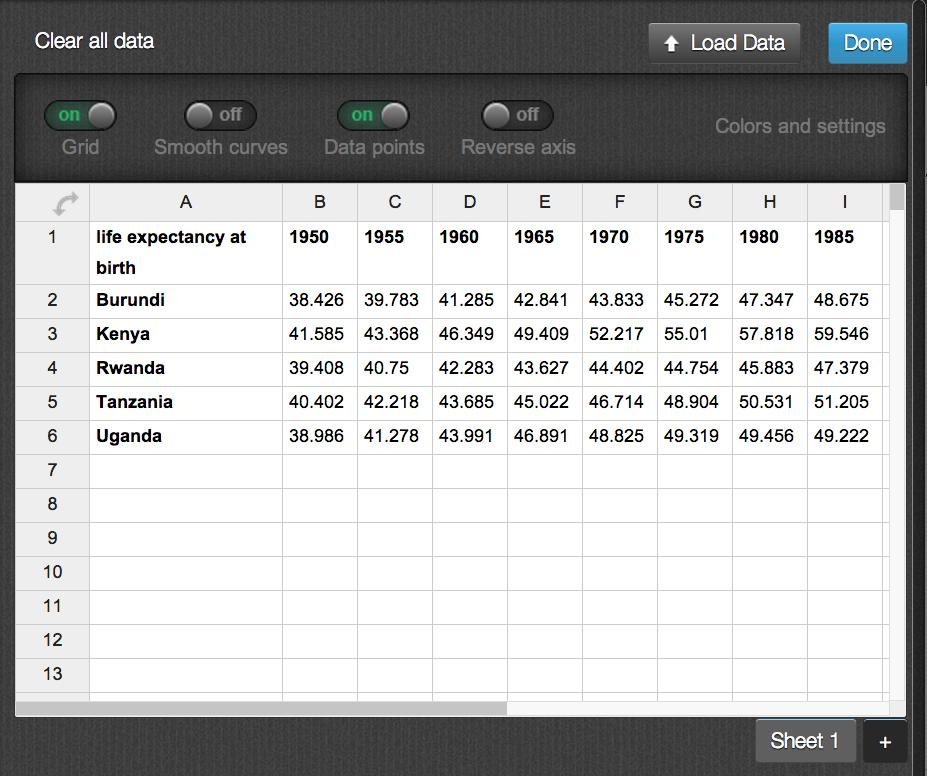 Clear all data
Load Data
Done
on
off
on
off
Grid
Smooth curves
Data points
Reverse axis
Colors and settings
A B C D E F G H I
1 life expectancy at 1950 1955 1960 1965 1970 1975 1980 1985
birth
2 Burundi 38.426 39.783 41.285 42.841 43.833 45.272 47.347 48.675
3 Kenya 41.585 43.368 46.349 49.409 52.217 55.01 57.818 59.546
4 Rwanda 39.408 40.75 42.283 43.627 44.402 44.754 45.883 47.379
5 Tanzania 40.402 42.218 43.685 45.022 46.714 48.904 50.531 51.205
6 Uganda 38.986 41.278 43.991 46.891 48.825 49.319 49.456 49.222
7
8
9
10
11
12
13
Sheet 1 +